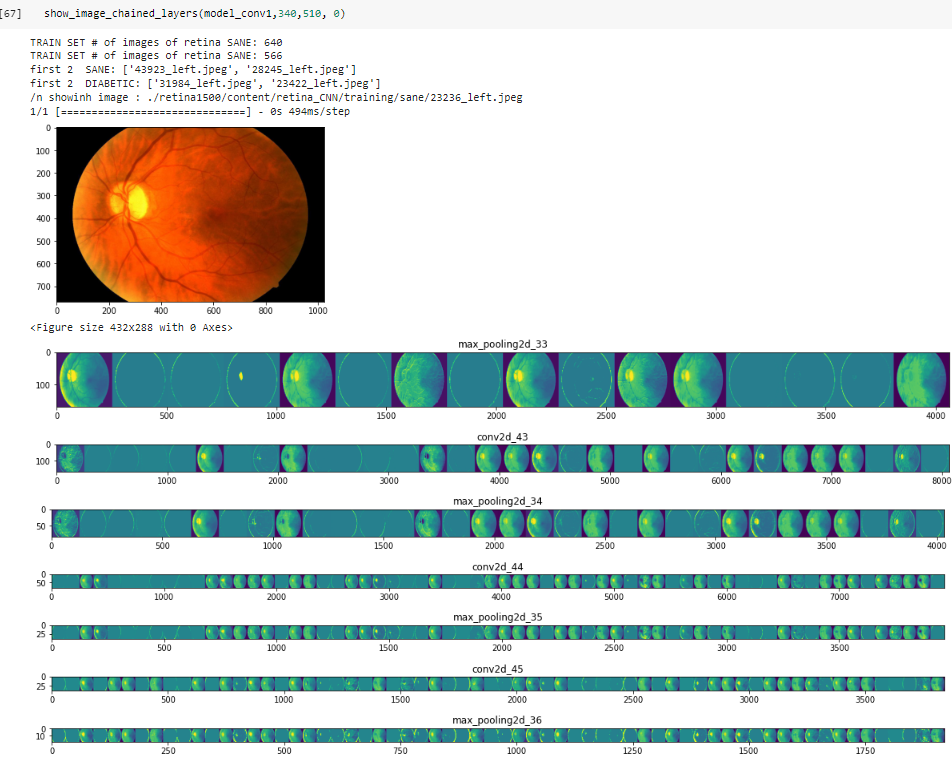 [67] show_image_chained_layers(model_conv1,340,510, 0)
TRAIN SET # of images of retina SANE: 640
TRAIN SET # of images of retina SANE: 566
first 2  SANE: ['43923_left.jpeg', '28245_left.jpeg']
first 2  DIABETIC: ['31984_left.jpeg', '23422_left.jpeg']
/n showinh image : ./retina1500/content/retina_CNN/training/sane/23236_left.jpeg
1/1 [==============================] - 0s 494ms/step
0
100
200
300
400
500
600
700
0 200 400 600 800 1000
<Figure size 432x288 with 0 Axes>
max_pooling2d_33
0
100
0 500 1000 1500 2000 2500 3000 3500 4000
conv2d_43
0
100
0 1000 2000 3000 4000 5000 6000 7000 8000
max_pooling2d_34
0
50
0 500 1000 1500 2000 2500 3000 3500 4000
conv2d_44
0
50
0 1000 2000 3000 4000 5000 6000 7000
max_pooling2d_35
0
25
0 500 1000 1500 2000 2500 3000 3500
conv2d_45
0
25
0 500 1000 1500 2000 2500 3000 3500
max_pooling2d_36
0
10
0 250 500 750 1000 1250 1500 1750